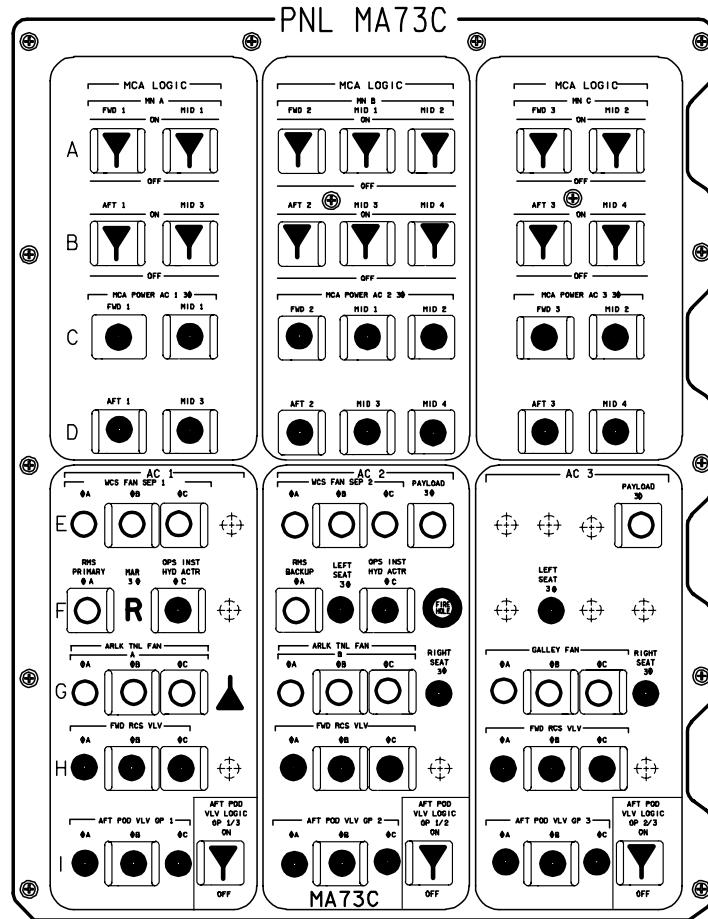 PNL MA73C
MCA LOGIC MCA LOGIC MCA LOGIC
MN A MN B MN C
FWD 1 MID 1 FWD 2 MID 1 MID 2 FWD 3 MID 2
ON ON ON
A
OFF OFF OFF
AFT 1 MID 3 AFT 2 MID 3 MID 4 AFT 3 MID 4
ON ON ON
B
OFF OFF OFF
MCA POWER AC 1 3Φ MCA POWER AC 2 3Φ MCA POWER AC 3 3Φ
FWD 1 MID 1 FWD 2 MID 1 MID 2 FWD 3 MID 2
C
AFT 1 MID 3 AFT 2 MID 3 MID 4 AFT 3 MID 4
D
AC 1 AC 2 AC 3
WCS FAN SEP 1 WCS FAN SEP 2 PAYLOAD PAYLOAD
ΦA ΦB ΦC ΦA ΦB ΦC 3Φ 3Φ
E
RMS PRIMARY ΦA MAR 3Φ OPS INST HYD ACTR ΦC RMS BACKUP ΦA LEFT SEAT 3Φ OPS INST HYD ACTR ΦC LEFT SEAT 3Φ
F R FIRE HOLE
ARLK TNL FAN ARLK TNL FAN GALLEY FAN
A B RIGHT SEAT 3Φ RIGHT SEAT 3Φ
ΦA ΦB ΦC ΦA ΦB ΦC ΦA ΦB ΦC
G
FWD RCS VLV FWD RCS VLV FWD RCS VLV
ΦA ΦB ΦC ΦA ΦB ΦC ΦA ΦB ΦC
H
AFT POD VLV LOGIC GP 1/3 ON AFT POD VLV LOGIC GP 1/2 ON AFT POD VLV LOGIC GP 2/3 ON
AFT POD VLV GP 1 AFT POD VLV GP 2 AFT POD VLV GP 3
ΦA ΦB ΦC ΦA ΦB ΦC ΦA ΦB ΦC
I
OFF OFF OFF
MA73C